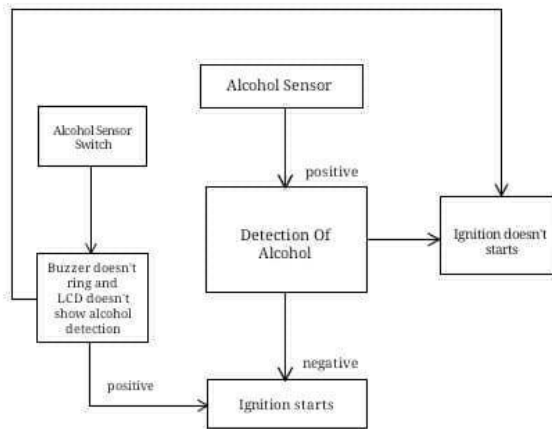 Alcohol Sensor
Alcohol Sensor
Switch
positive
Detection Of
Alcohol
Ignition doesn't
starts
Buzzer doesn't
ring and
LCD doesn't
show alcohol
detection
negative
positive
Ignition starts